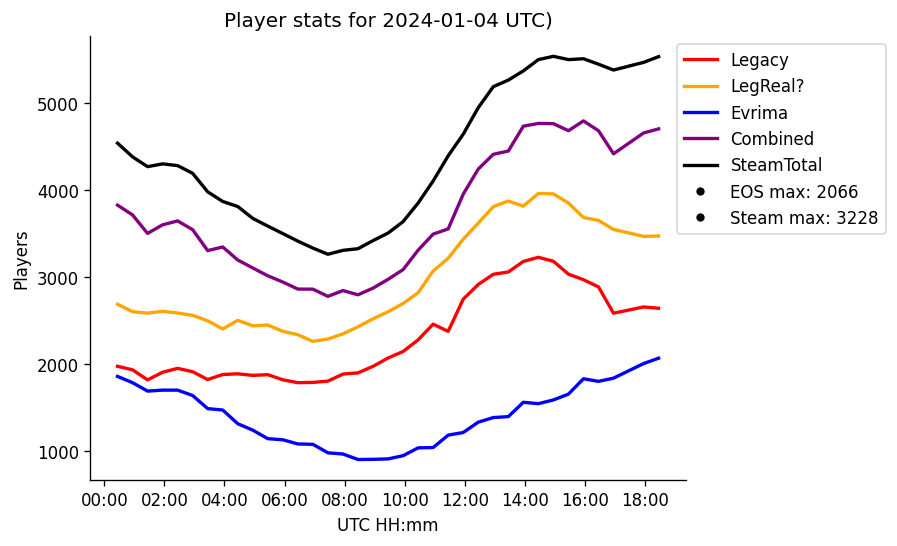 Player stats for 2024-01-04 UTC)
Legacy
LegReal?
Evrima
Combined
SteamTotal
EOS max: 2066
Steam max: 3228
Players
5000
4000
3000
2000
1000
00:00 02:00 04:00 06:00 08:00 10:00 12:00 14:00 16:00 18:00
UTC HH:mm